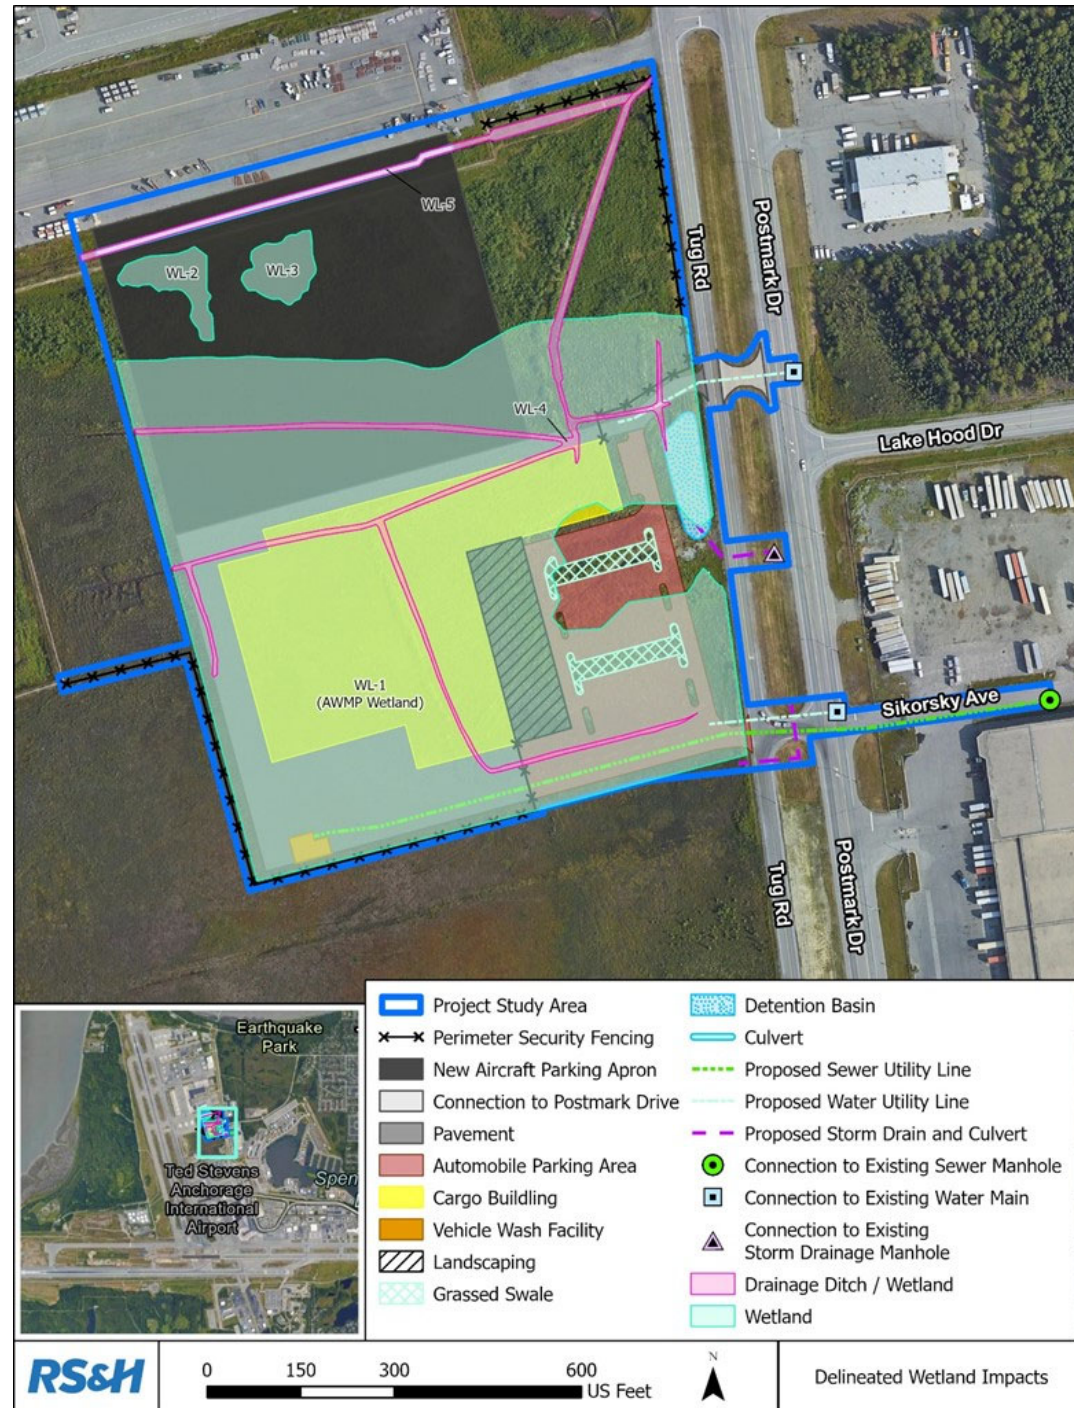 WL-5
WL-2
WL-3
Tug Rd
Postmark Dr
WL-4
Lake Hood Dr
WL-1
(AWMP Wetland)
Sikorsky Ave
Tug Rd
Postmark Dr
Earthquake
Park
Ted Stevens
Anchorage
International
Airport
Spen
Project Study Area
Perimeter Security Fencing
New Aircraft Parking Apron
Connection to Postmark Drive
Pavement
Automobile Parking Area
Cargo Buildling
Vehicle Wash Facility
Landscaping
Grassed Swale
Detention Basin
Culvert
Proposed Sewer Utility Line
Proposed Water Utility Line
Proposed Storm Drain and Culvert
Connection to Existing Sewer Manhole
Connection to Existing Water Main
Connection to Existing
Storm Drainage Manhole
Drainage Ditch / Wetland
Wetland
RS&H
0 150 300 600
US Feet
N
Delineated Wetland Impacts